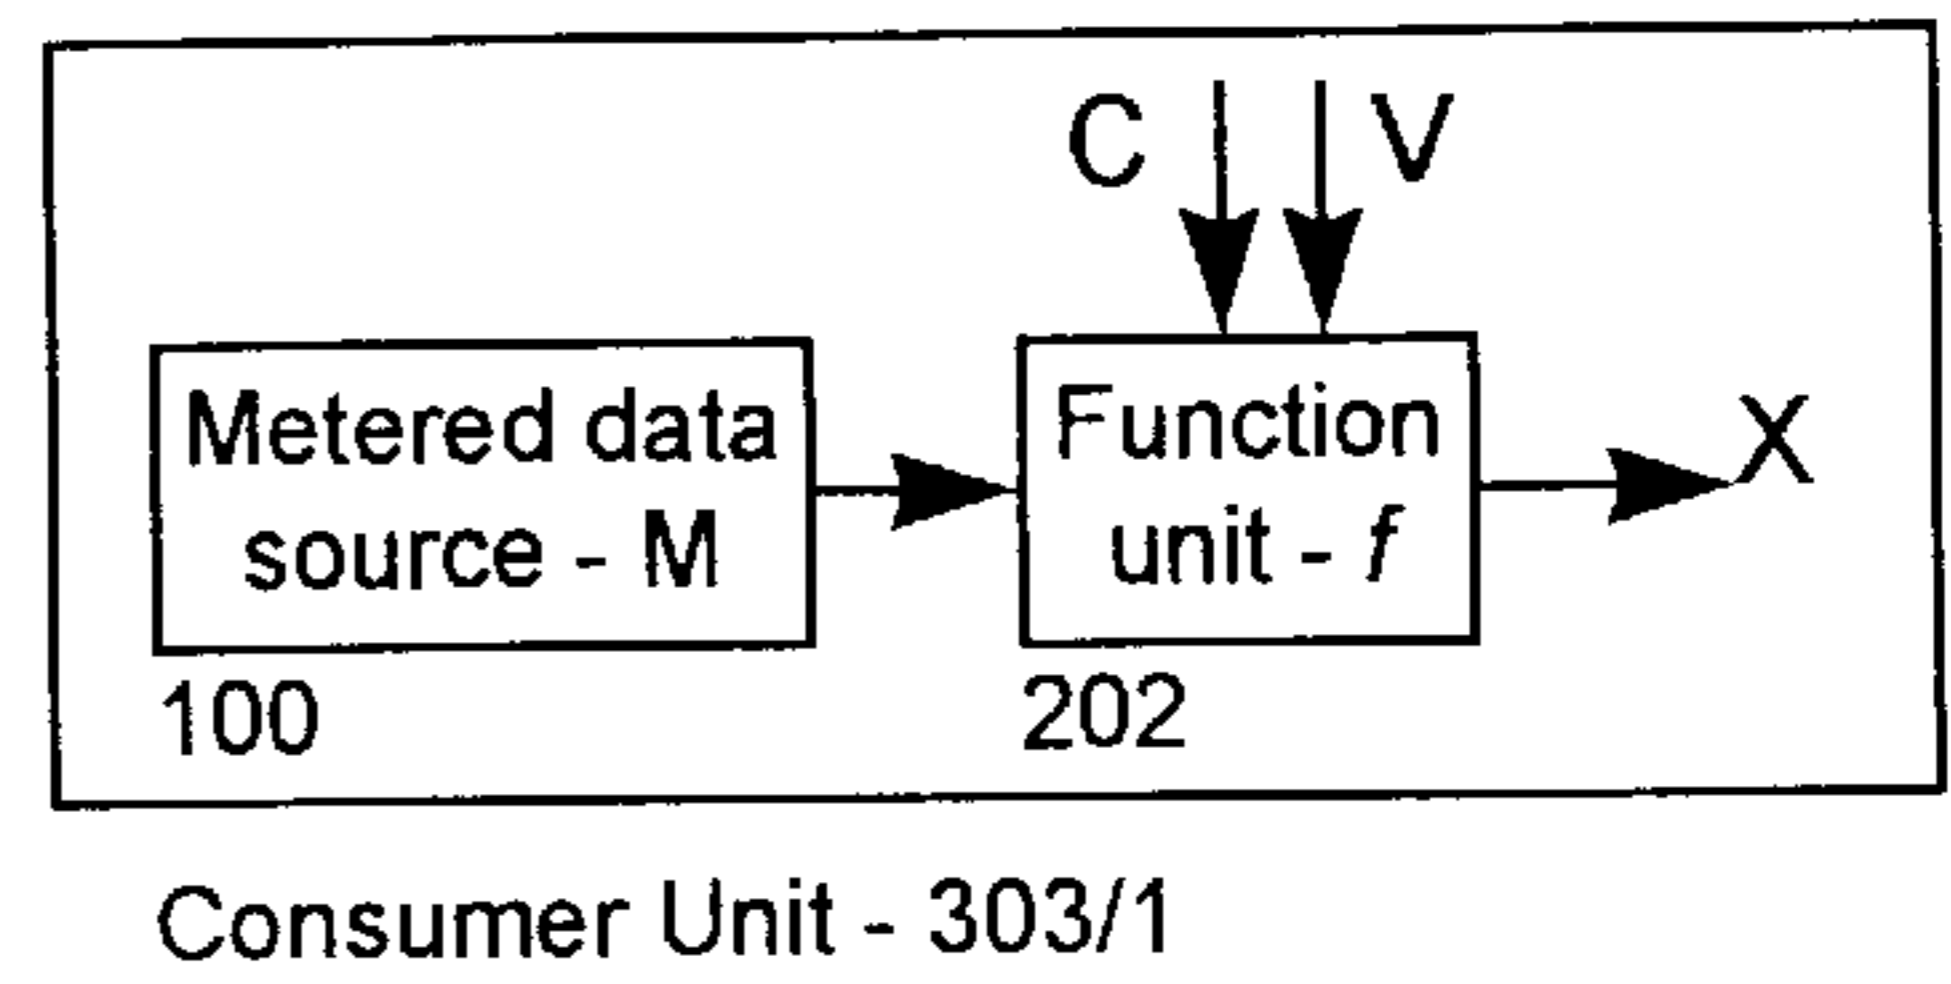 C V
Metered data
source - M
Function
unit - f
X
100
202
Consumer Unit - 303/1